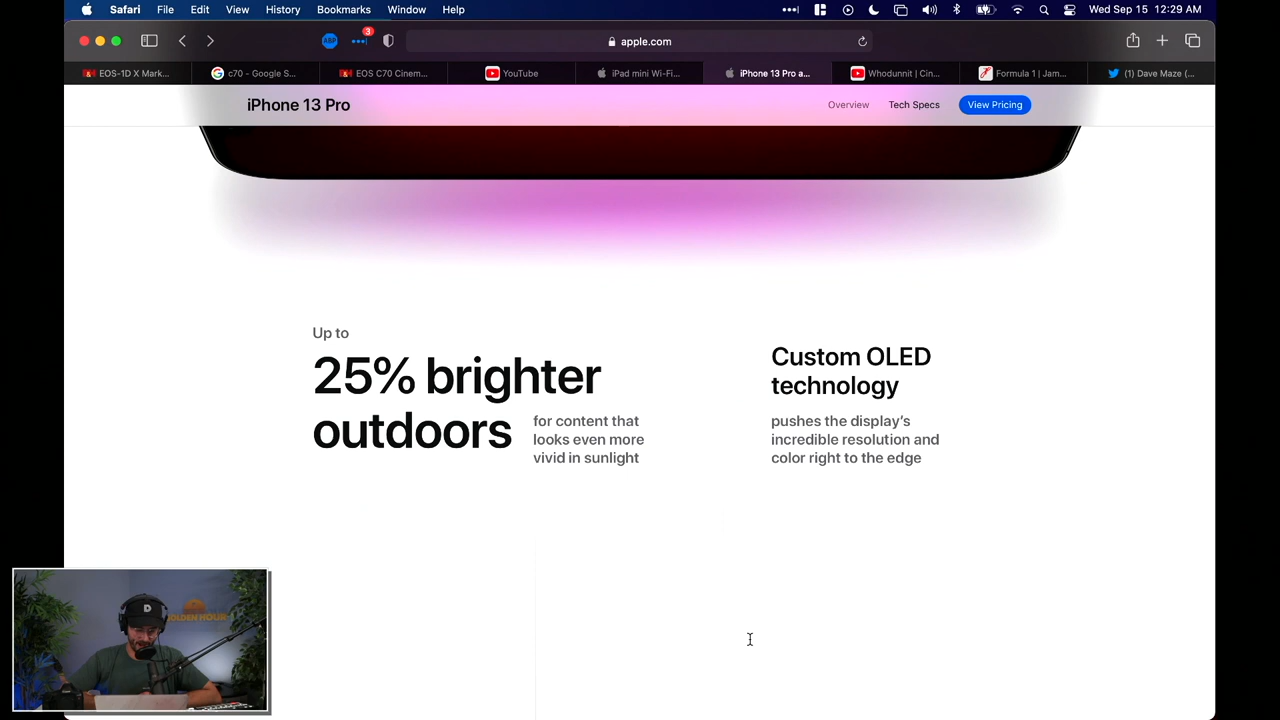 Safari File Edit View History Bookmarks Window Help Wed Sep 15 12:29 AM
3
ABP apple.com
EOS-1D X Mark... c70 - Google S... EOS C70 Cinem... YouTube iPad mini Wi-Fi... iPhone 13 Pro a... Whodunnit | Cin... Formula 1 | Jam... (1) Dave Maze (...
iPhone 13 Pro Overview Tech Specs View Pricing
Up to
25% brighter
outdoors
for content that
looks even more
vivid in sunlight
Custom OLED
technology
pushes the display's
incredible resolution and
color right to the edge
D
GOLDEN HOUR